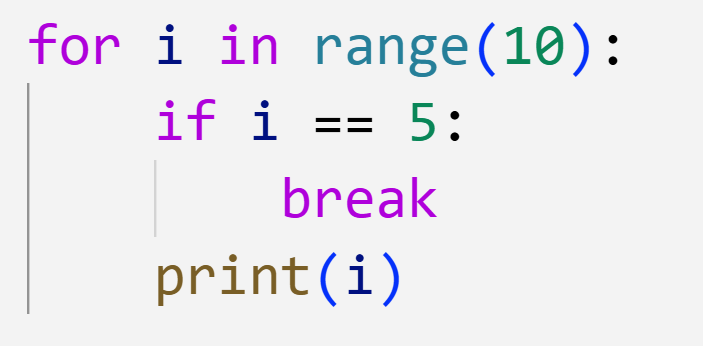 for i in range(10):
    if i == 5:
        break
    print(i)